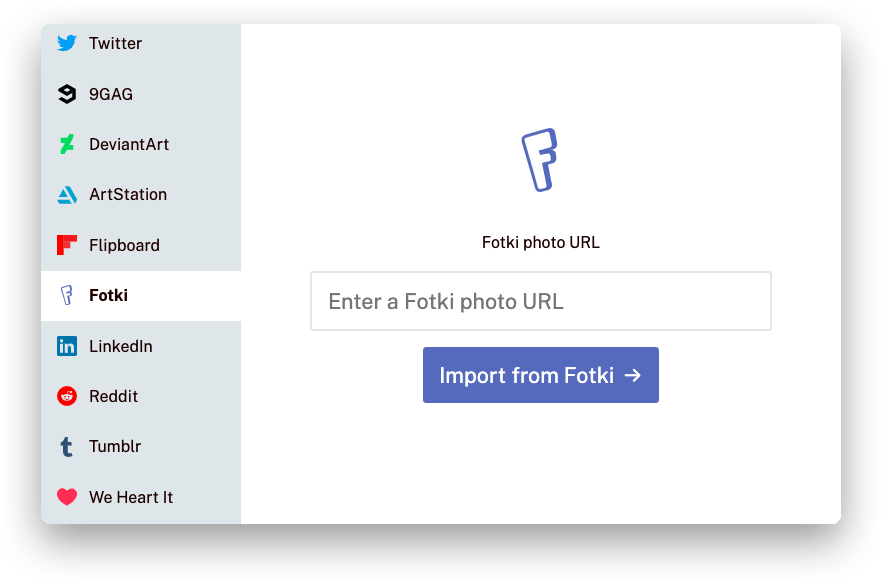 Twitter
9GAG
DeviantArt
ArtStation
Flipboard
Fotki
LinkedIn
Reddit
Tumblr
We Heart It
Fotki photo URL
Enter a Fotki photo URL
Import from Fotki →